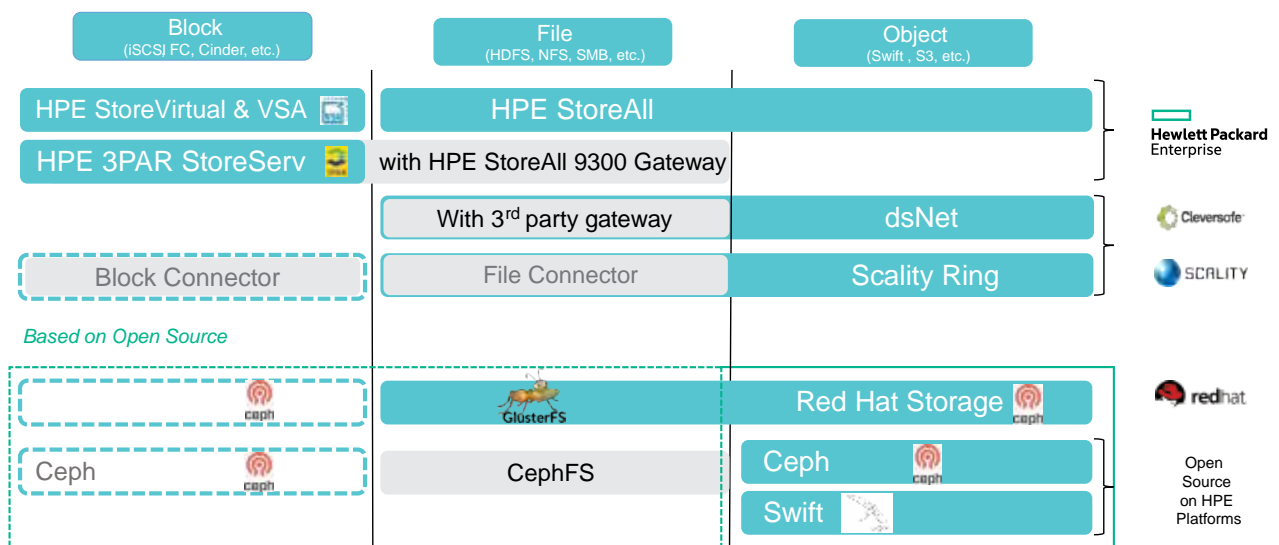 Block
(iSCSI, FC, Cinder, etc.)
File
(HDFS, NFS, SMB, etc.)
Object
(Swift , S3, etc.)
HPE StoreVirtual & VSA
HPE StoreAll
HPE 3PAR StoreServ
with HPE StoreAll 9300 Gateway
Hewlett Packard
Enterprise
With 3rd party gateway
dsNet
Cleversafe
Block Connector
File Connector
Scality Ring
SCALITY
Based on Open Source
ceph
GlusterFS
Red Hat Storage
ceph
redhat
Ceph
ceph
CephFS
Ceph
ceph
Swift
Open
Source
on HPE
Platforms